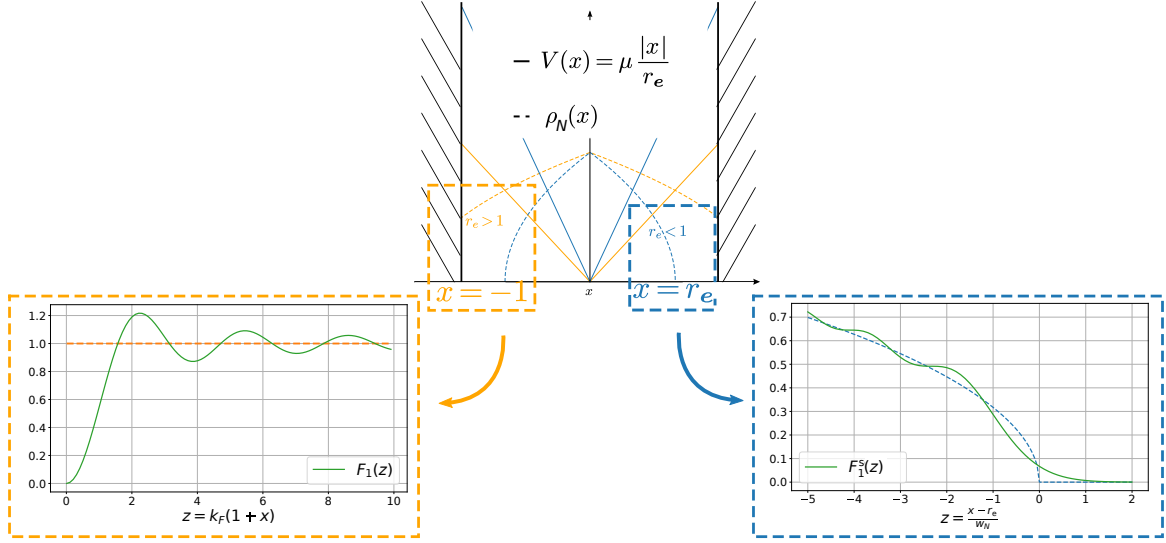 V(x) = μ |x| / r_e
ρ_N(x)
r_e > 1
r_e < 1
x = −1
x
x = r_e
1.2
1.0
0.8
0.6
0.4
0.2
0.0
F_1(z)
0 2 4 6 8 10
z = k_F(1 + x)
0.7
0.6
0.5
0.4
0.3
0.2
0.1
0.0
F_1^s(z)
−5 −4 −3 −2 −1 0 1 2
z = (x − r_e) / w_N